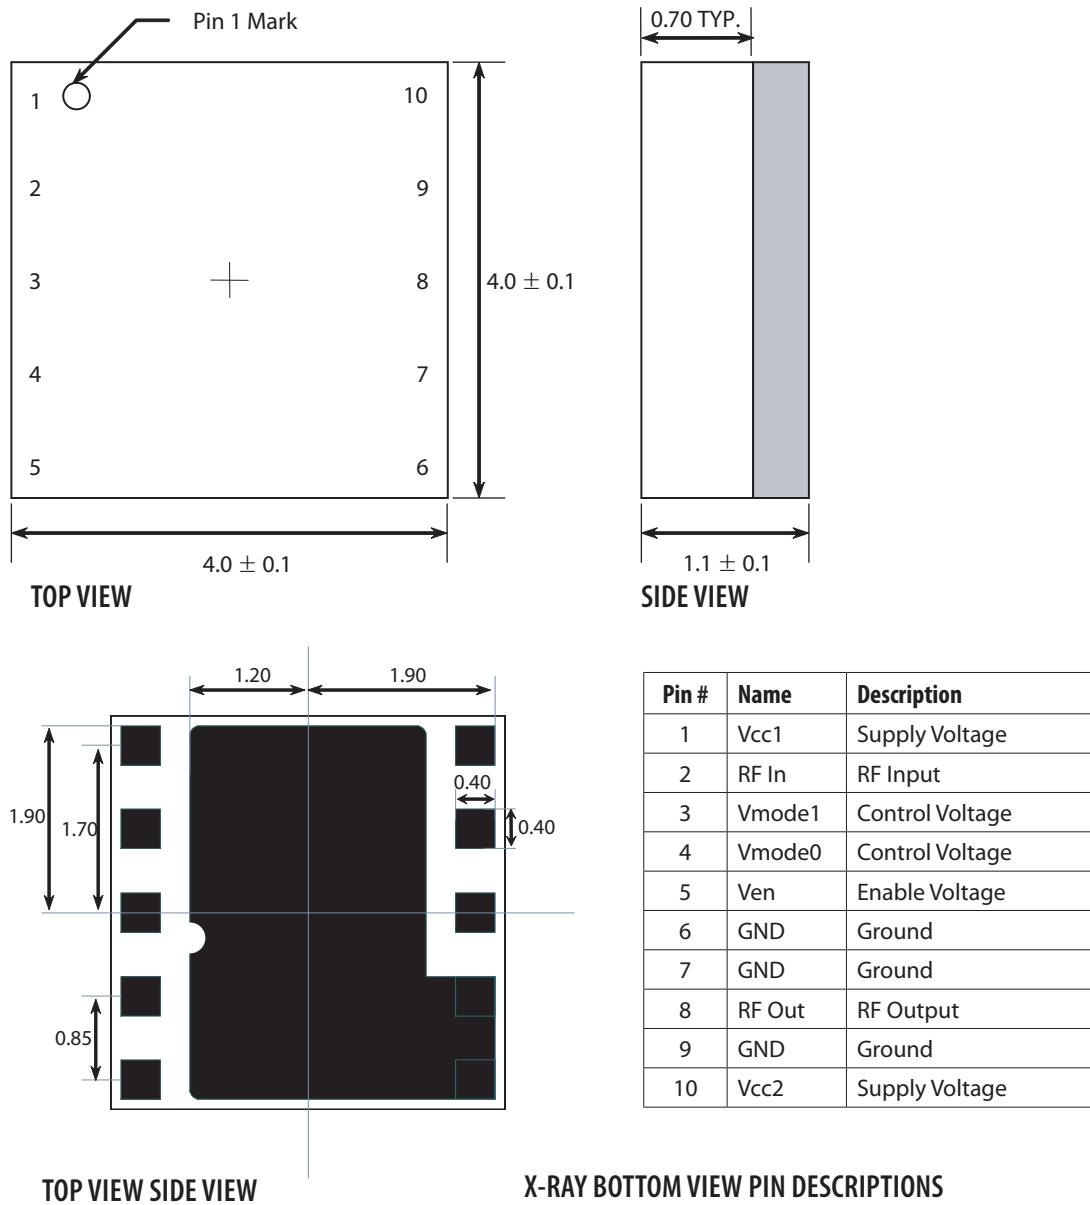 Pin 1 Mark
0.70 TYP.
1 10
2 9
3 8
4.0 ± 0.1
4 7
5 6
4.0 ± 0.1
1.1 ± 0.1
TOP VIEW
SIDE VIEW
1.20
1.90
0.40
1.90
1.70
0.40
0.85
Pin # Name Description
1 Vcc1 Supply Voltage
2 RF In RF Input
3 Vmode1 Control Voltage
4 Vmode0 Control Voltage
5 Ven Enable Voltage
6 GND Ground
7 GND Ground
8 RF Out RF Output
9 GND Ground
10 Vcc2 Supply Voltage
TOP VIEW SIDE VIEW
X-RAY BOTTOM VIEW PIN DESCRIPTIONS